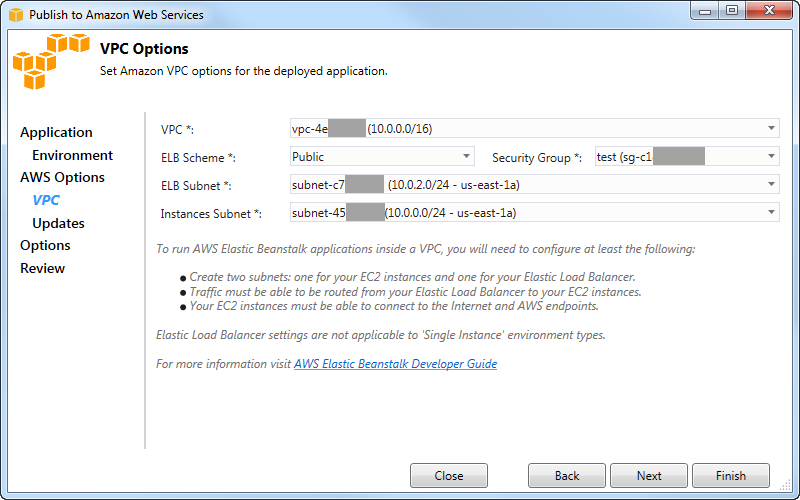 Publish to Amazon Web Services
VPC Options
Set Amazon VPC options for the deployed application.
Application
Environment
AWS Options
VPC
Updates
Options
Review
VPC *: vpc-4e (10.0.0.0/16)
ELB Scheme *: Public Security Group *: test (sg-c1
ELB Subnet *: subnet-c7 (10.0.2.0/24 - us-east-1a)
Instances Subnet *: subnet-45 (10.0.0.0/24 - us-east-1a)
To run AWS Elastic Beanstalk applications inside a VPC, you will need to configure at least the following:
● Create two subnets: one for your EC2 instances and one for your Elastic Load Balancer.
● Traffic must be able to be routed from your Elastic Load Balancer to your EC2 instances.
● Your EC2 instances must be able to connect to the Internet and AWS endpoints.
Elastic Load Balancer settings are not applicable to 'Single Instance' environment types.
For more information visit AWS Elastic Beanstalk Developer Guide
Close Back Next Finish